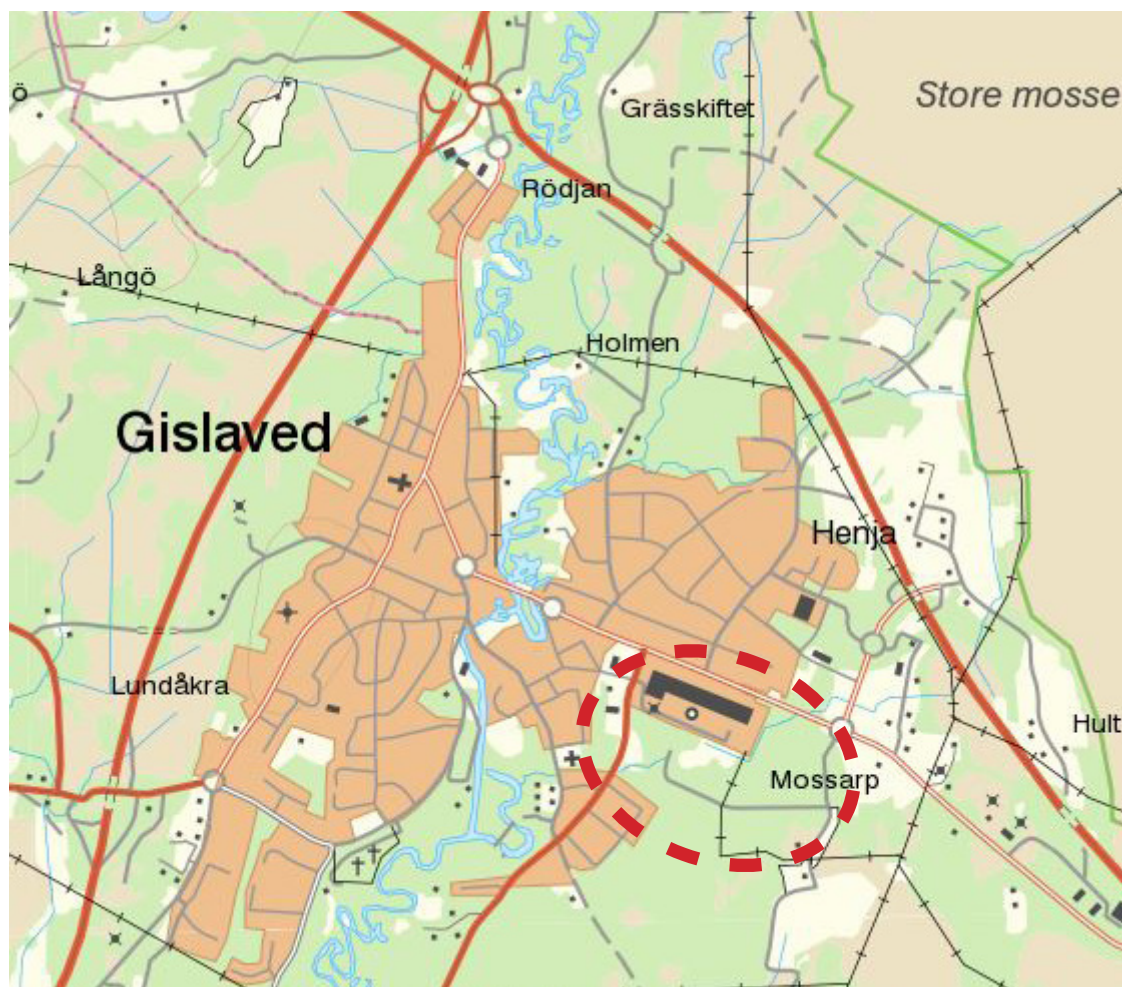 ö
Store mosse
Grässkiftet
Rödjan
Långö
Holmen
Gislaved
Henja
Lundåkra
Hult
Mossarp